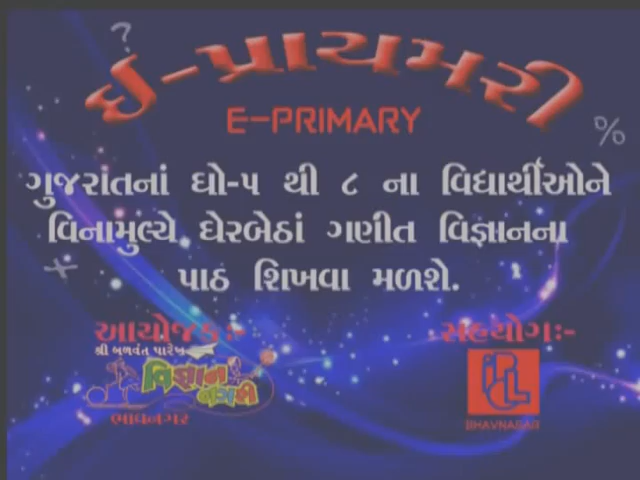 ?
ઇ-પ્રાયમરી
E-PRIMARY
%
ગુજરાતનાં ધો-૫ થી ૮ ના વિદ્યાર્થીઓને
વિનામુલ્યે ઘેરબેઠાં ગણીત વિજ્ઞાનના
પાઠ શિખવા મળશે.
આયોજક:-
સહયોગ:-
શ્રી બળવંત પારેખ
વિજ્ઞાન
નગરી
ભાવનગર
BHAVNAGAR